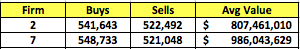 Firm Buys Sells Avg Value
2 541,643 522,492 $ 807,461,010
7 548,733 521,048 $ 986,043,629